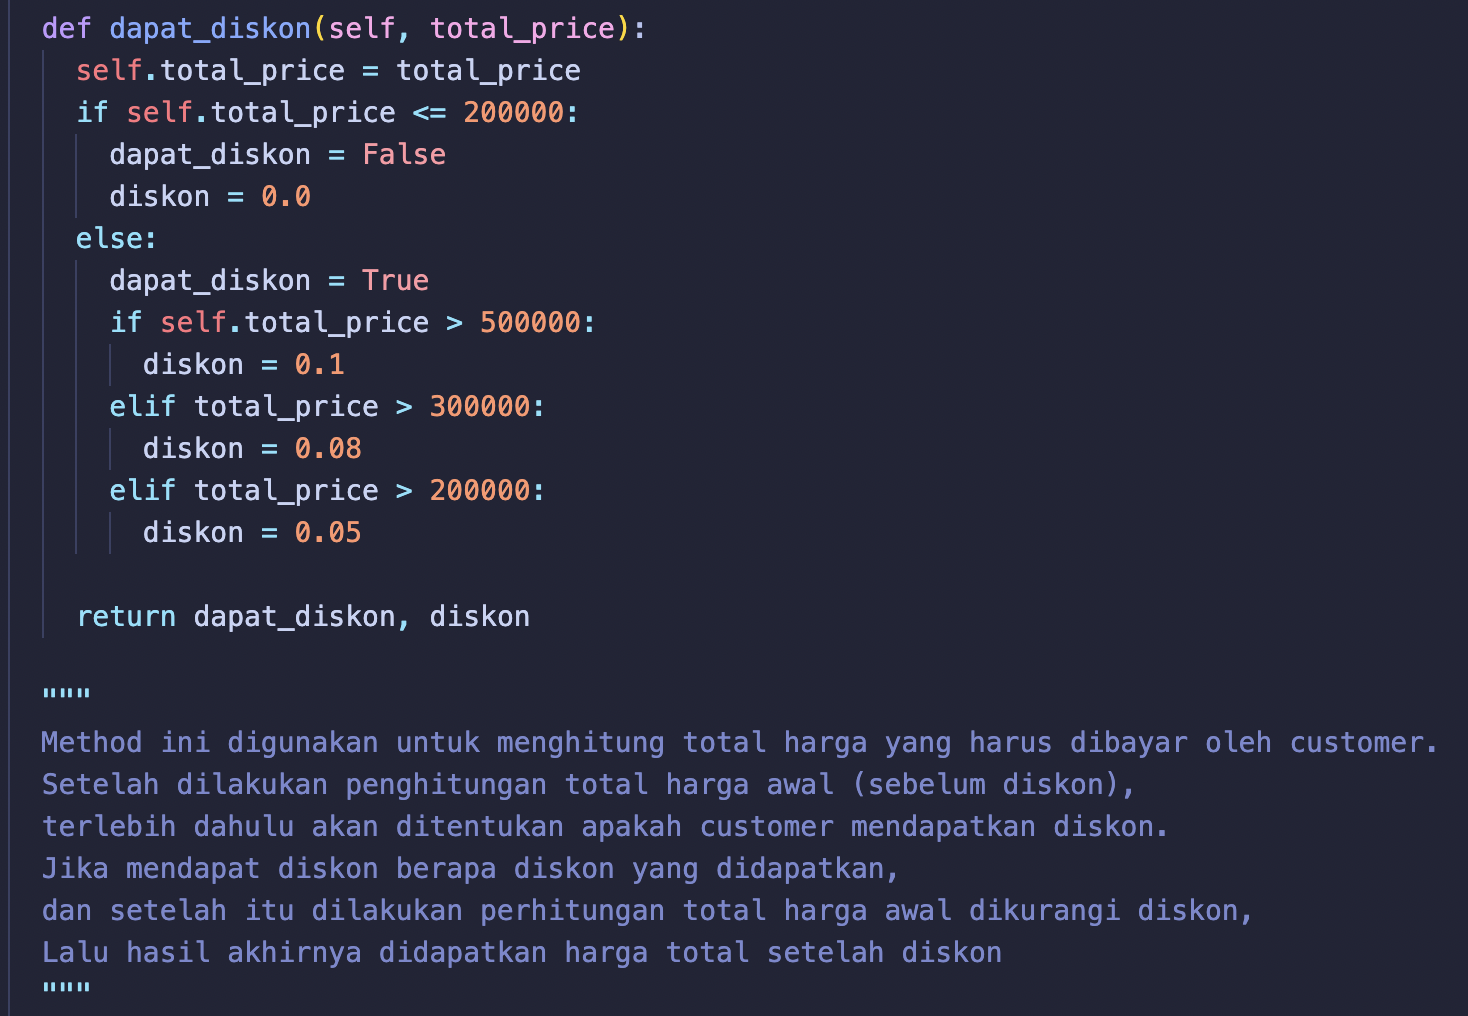 def dapat_diskon(self, total_price):
self.total_price = total_price
if self.total_price <= 200000:
dapat_diskon = False
diskon = 0.0
else:
dapat_diskon = True
if self.total_price > 500000:
diskon = 0.1
elif total_price > 300000:
diskon = 0.08
elif total_price > 200000:
diskon = 0.05
return dapat_diskon, diskon
"""
Method ini digunakan untuk menghitung total harga yang harus dibayar oleh customer.
Setelah dilakukan penghitungan total harga awal (sebelum diskon),
terlebih dahulu akan ditentukan apakah customer mendapatkan diskon.
Jika mendapat diskon berapa diskon yang didapatkan,
dan setelah itu dilakukan perhitungan total harga awal dikurangi diskon,
Lalu hasil akhirnya didapatkan harga total setelah diskon
"""